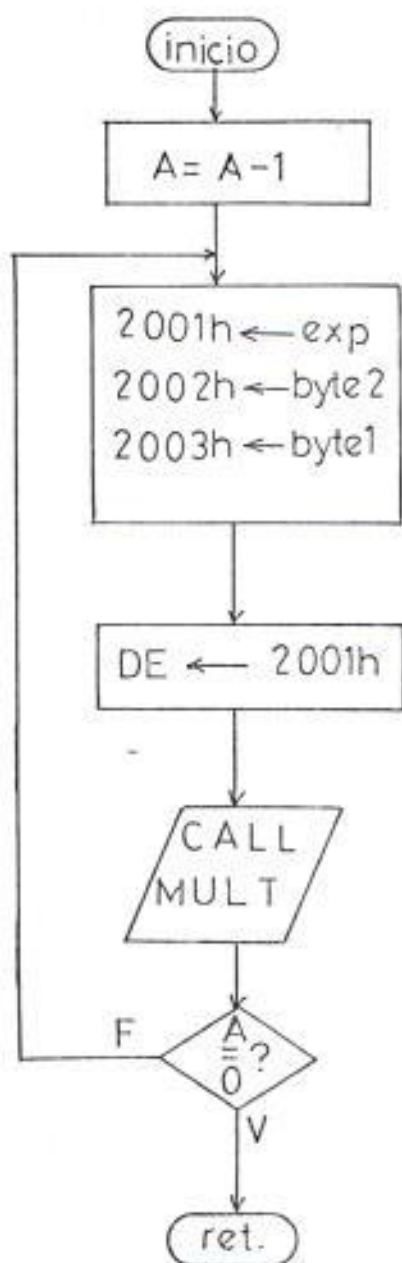 inicio
A = A-1
2001h ← exp
2002h ← byte2
2003h ← byte1
DE ← 2001h
CALL
MULT
F
A
= ?
0
V
ret.